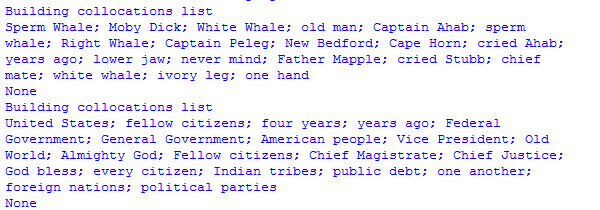 Building collocations list
Sperm Whale; Moby Dick; White Whale; old man; Captain Ahab; sperm
whale; Right Whale; Captain Peleg; New Bedford; Cape Horn; cried Ahab;
years ago; lower jaw; never mind; Father Mapple; cried Stubb; chief
mate; white whale; ivory leg; one hand
None
Building collocations list
United States; fellow citizens; four years; years ago; Federal
Government; General Government; American people; Vice President; Old
World; Almighty God; Fellow citizens; Chief Magistrate; Chief Justice;
God bless; every citizen; Indian tribes; public debt; one another;
foreign nations; political parties
None